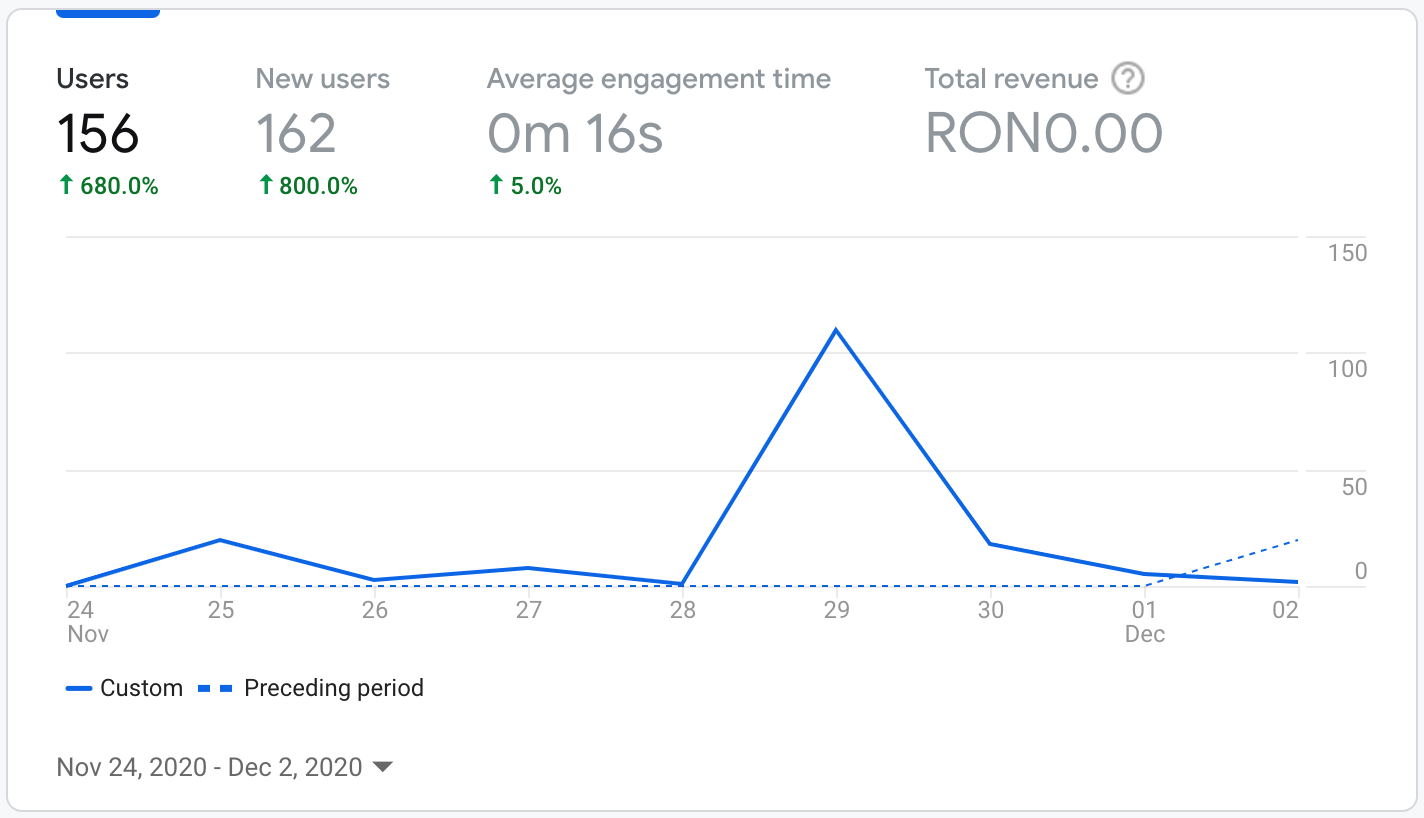 Users New users Average engagement time Total revenue ?
156 162 0m 16s RON0.00
↑ 680.0% ↑ 800.0% ↑ 5.0%
150
100
50
0
24 25 26 27 28 29 30 01 02
Nov Dec
Custom Preceding period
Nov 24, 2020 - Dec 2, 2020